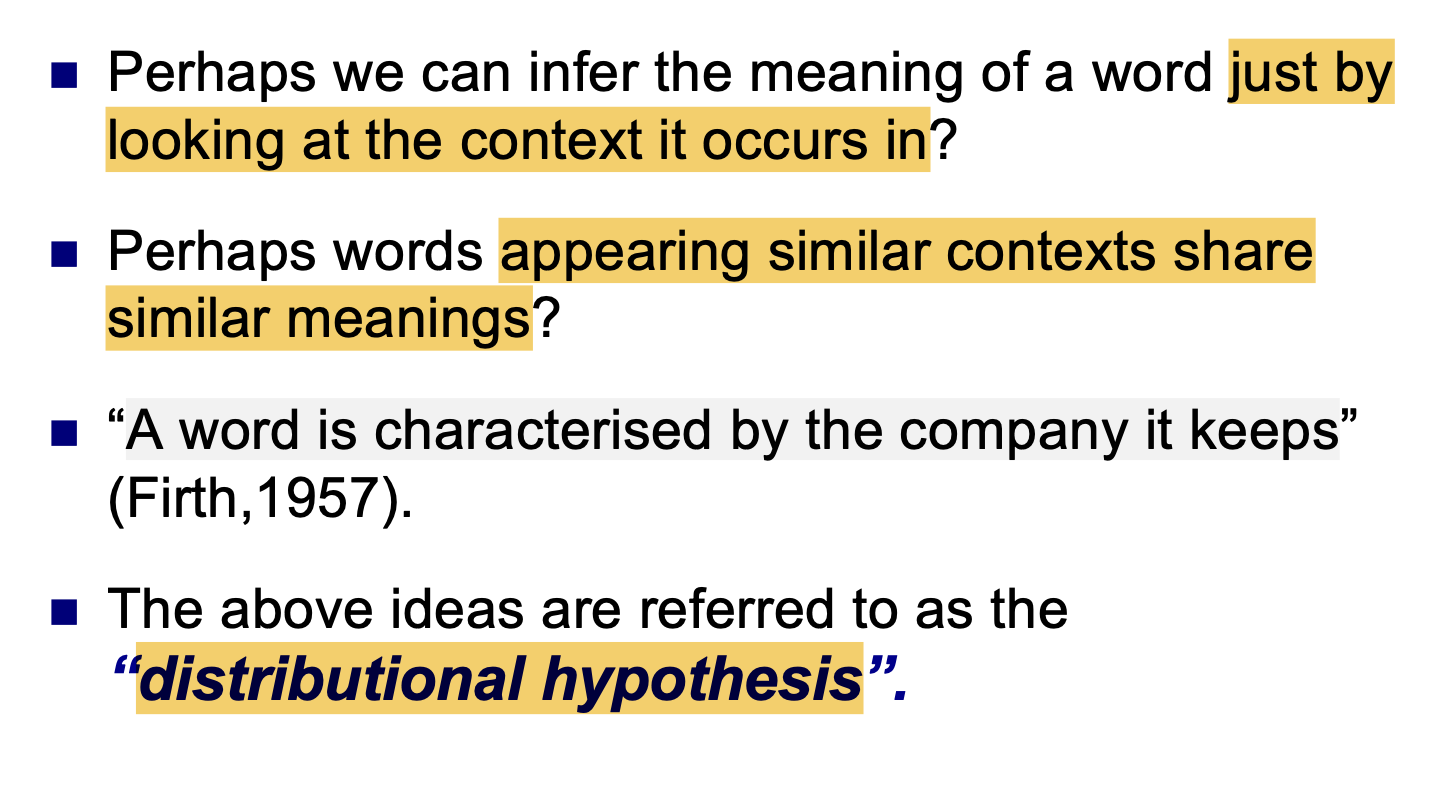 ■ Perhaps we can infer the meaning of a word just by
looking at the context it occurs in?
■ Perhaps words appearing similar contexts share
similar meanings?
■ “A word is characterised by the company it keeps”
(Firth,1957).
■ The above ideas are referred to as the
“distributional hypothesis”.